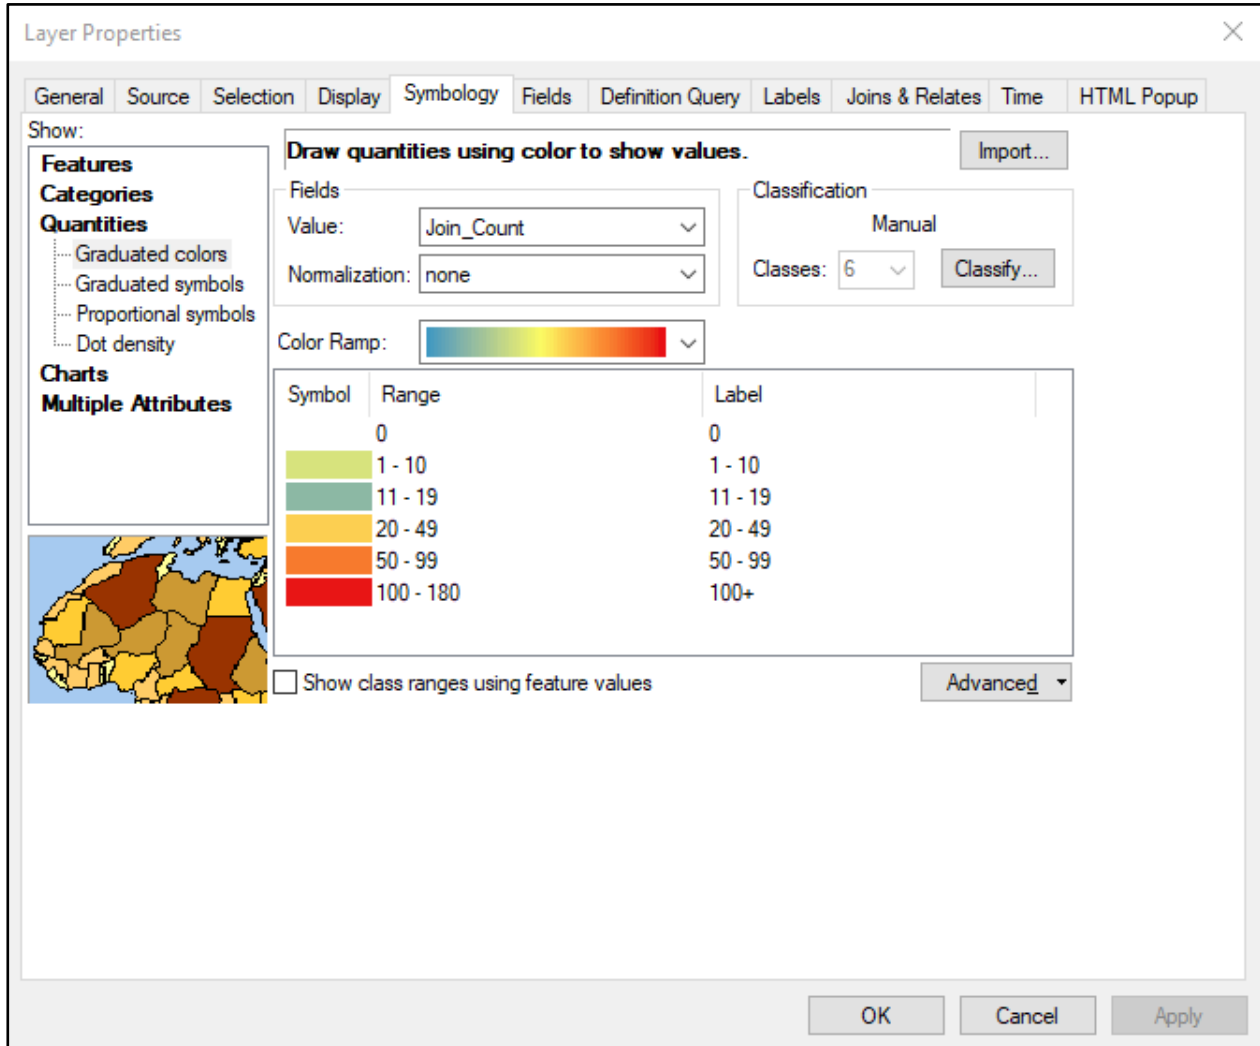 Layer Properties
General Source Selection Display Symbology Fields Definition Query Labels Joins & Relates Time HTML Popup
Show:
Features
Categories
Quantities
Graduated colors
Graduated symbols
Proportional symbols
Dot density
Charts
Multiple Attributes
Draw quantities using color to show values.
Import...
Fields
Value: Join_Count
Normalization: none
Classification
Manual
Classes: 6 Classify...
Color Ramp:
Symbol Range Label
0 0
1 - 10 1 - 10
11 - 19 11 - 19
20 - 49 20 - 49
50 - 99 50 - 99
100 - 180 100+
Show class ranges using feature values
Advanced
OK Cancel Apply